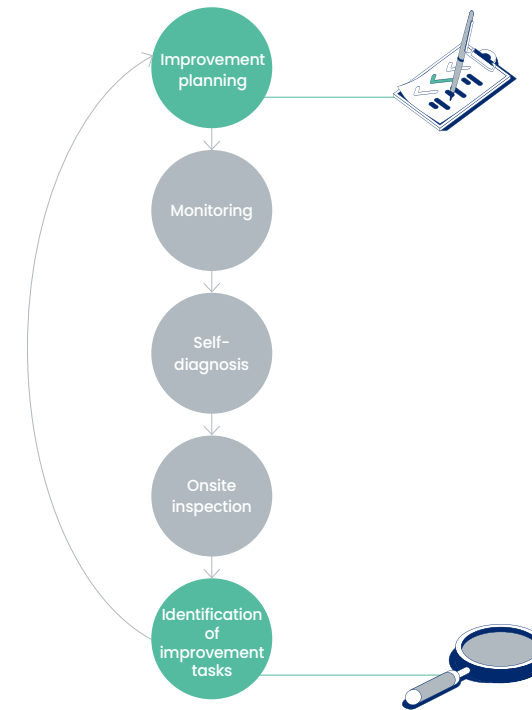 Improvement
planning
Monitoring
Self-
diagnosis
Onsite
inspection
Identification
of
improvement
tasks